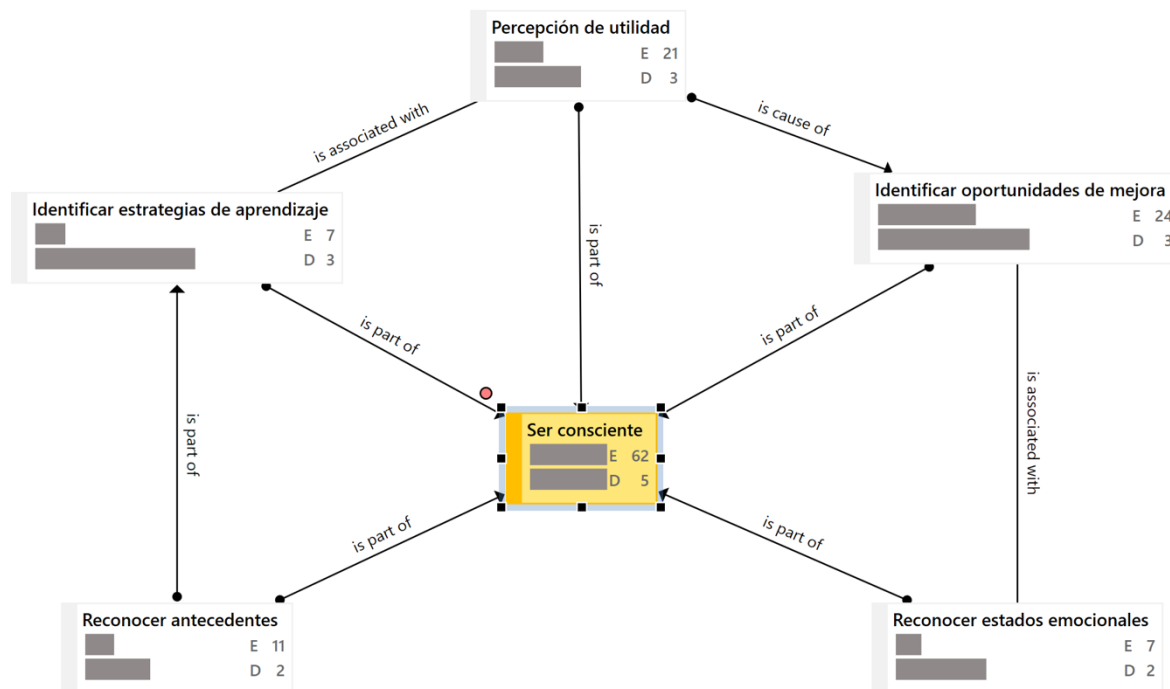 Percepción de utilidad
E 21
D 3
is associated with
is cause of
Identificar estrategias de aprendizaje
E 7
D 3
is part of
Identificar oportunidades de mejora
E 24
D 3
is part of
is part of
Ser consciente
E 62
D 5
is part of
is associated with
is part of
is part of
Reconocer antecedentes
E 11
D 2
Reconocer estados emocionales
E 7
D 2